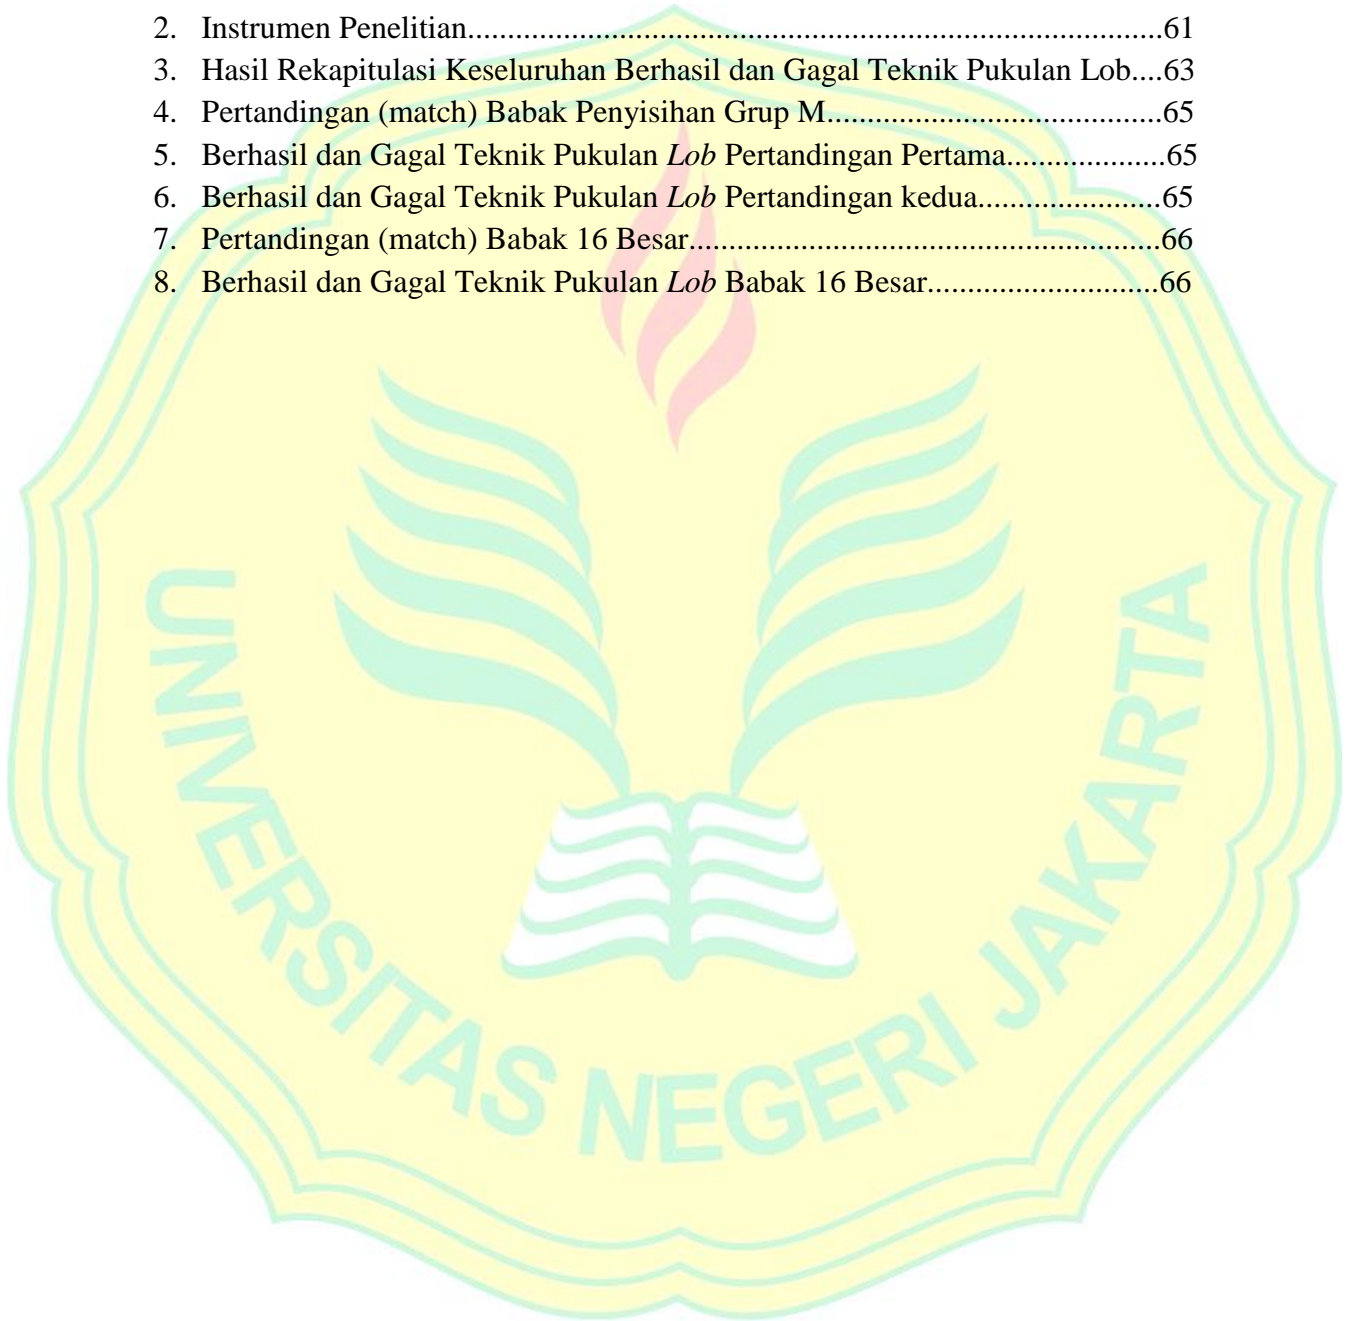 2. Instrumen Penelitian.....................................................................................61
3. Hasil Rekapitulasi Keseluruhan Berhasil dan Gagal Teknik Pukulan Lob....63
4. Pertandingan (match) Babak Penyisihan Grup M.........................................65
5. Berhasil dan Gagal Teknik Pukulan Lob Pertandingan Pertama...................65
6. Berhasil dan Gagal Teknik Pukulan Lob Pertandingan kedua......................65
7. Pertandingan (match) Babak 16 Besar..........................................................66
8. Berhasil dan Gagal Teknik Pukulan Lob Babak 16 Besar............................66
UNIVERSITAS NEGERI JAKARTA